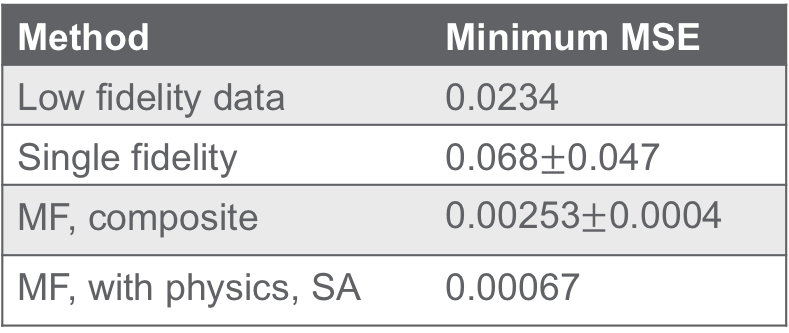 Method Minimum MSE
Low fidelity data 0.0234
Single fidelity 0.068±0.047
MF, composite 0.00253±0.0004
MF, with physics, SA 0.00067